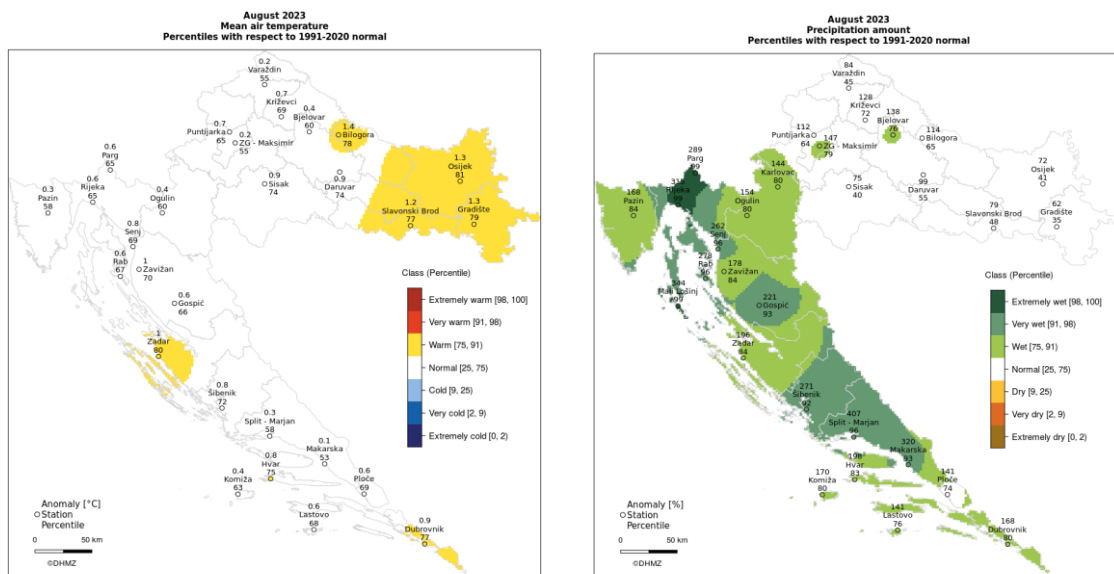 August 2023
Mean air temperature
Percentiles with respect to 1991-2020 normal
0.2
Varaždin
55
0.7
Križevci
69
0.4
Bjelovar
60
0.7
Puntijarka
65
0.2
ZG - Maksimir
55
1.4
Bilogora
78
0.6
Parg
65
0.9
Sisak
74
0.9
Daruvar
74
1.3
Osijek
81
0.3
Pazin
58
0.6
Rijeka
65
0.4
Ogulin
60
1.2
Slavonski Brod
77
1.3
Gradište
79
0.8
Senj
69
0.6
Rab
67
1
Zavižan
70
0.6
Gospić
66
1
Zadar
80
0.8
Šibenik
72
0.3
Split - Marjan
58
0.1
Makarska
53
0.8
Hvar
75
0.4
Komiža
63
0.6
Ploče
69
0.6
Lastovo
68
0.9
Dubrovnik
77
Class (Percentile)
Extremely warm [98, 100]
Very warm [91, 98)
Warm [75, 91)
Normal [25, 75)
Cold [9, 25)
Very cold [2, 9)
Extremely cold [0, 2)
Anomaly [°C]
Station
Percentile
0 50 km
©DHMZ
August 2023
Precipitation amount
Percentiles with respect to 1991-2020 normal
84
Varaždin
45
128
Križevci
72
138
Bjelovar
76
112
Puntijarka
64
147
ZG - Maksimir
79
114
Bilogora
65
289
Parg
99
144
Karlovac
80
75
Sisak
40
99
Daruvar
55
72
Osijek
41
168
Pazin
84
Rijeka
99
154
Ogulin
80
79
Slavonski Brod
48
62
Gradište
35
262
Senj
96
278
Rab
96
178
Zavižan
84
344
Mali Lošinj
99
221
Gospić
93
196
Zadar
84
271
Šibenik
92
407
Split - Marjan
96
320
Makarska
93
198
Hvar
83
170
Komiža
80
141
Ploče
74
141
Lastovo
76
168
Dubrovnik
80
Class (Percentile)
Extremely wet [98, 100]
Very wet [91, 98)
Wet [75, 91)
Normal [25, 75)
Dry [9, 25)
Very dry [2, 9)
Extremely dry [0, 2)
Anomaly [%]
Station
Percentile
0 50 km
©DHMZ